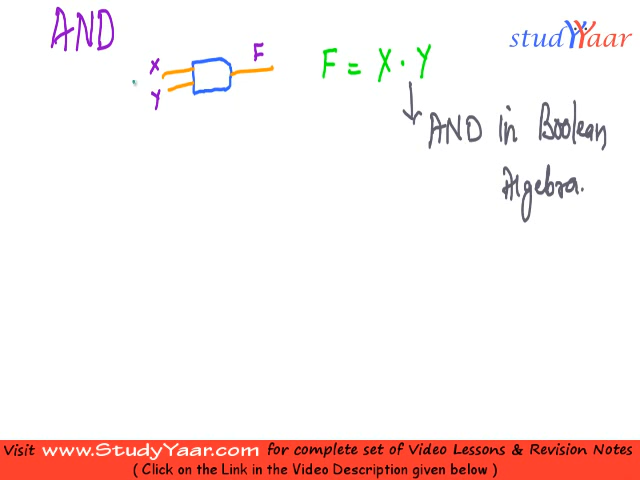 AND
studYYaar
X
Y
F
F = X · Y
AND in Boolean
Algebra.
Visit www.StudyYaar.com for complete set of Video Lessons & Revision Notes
( Click on the Link in the Video Description given below )